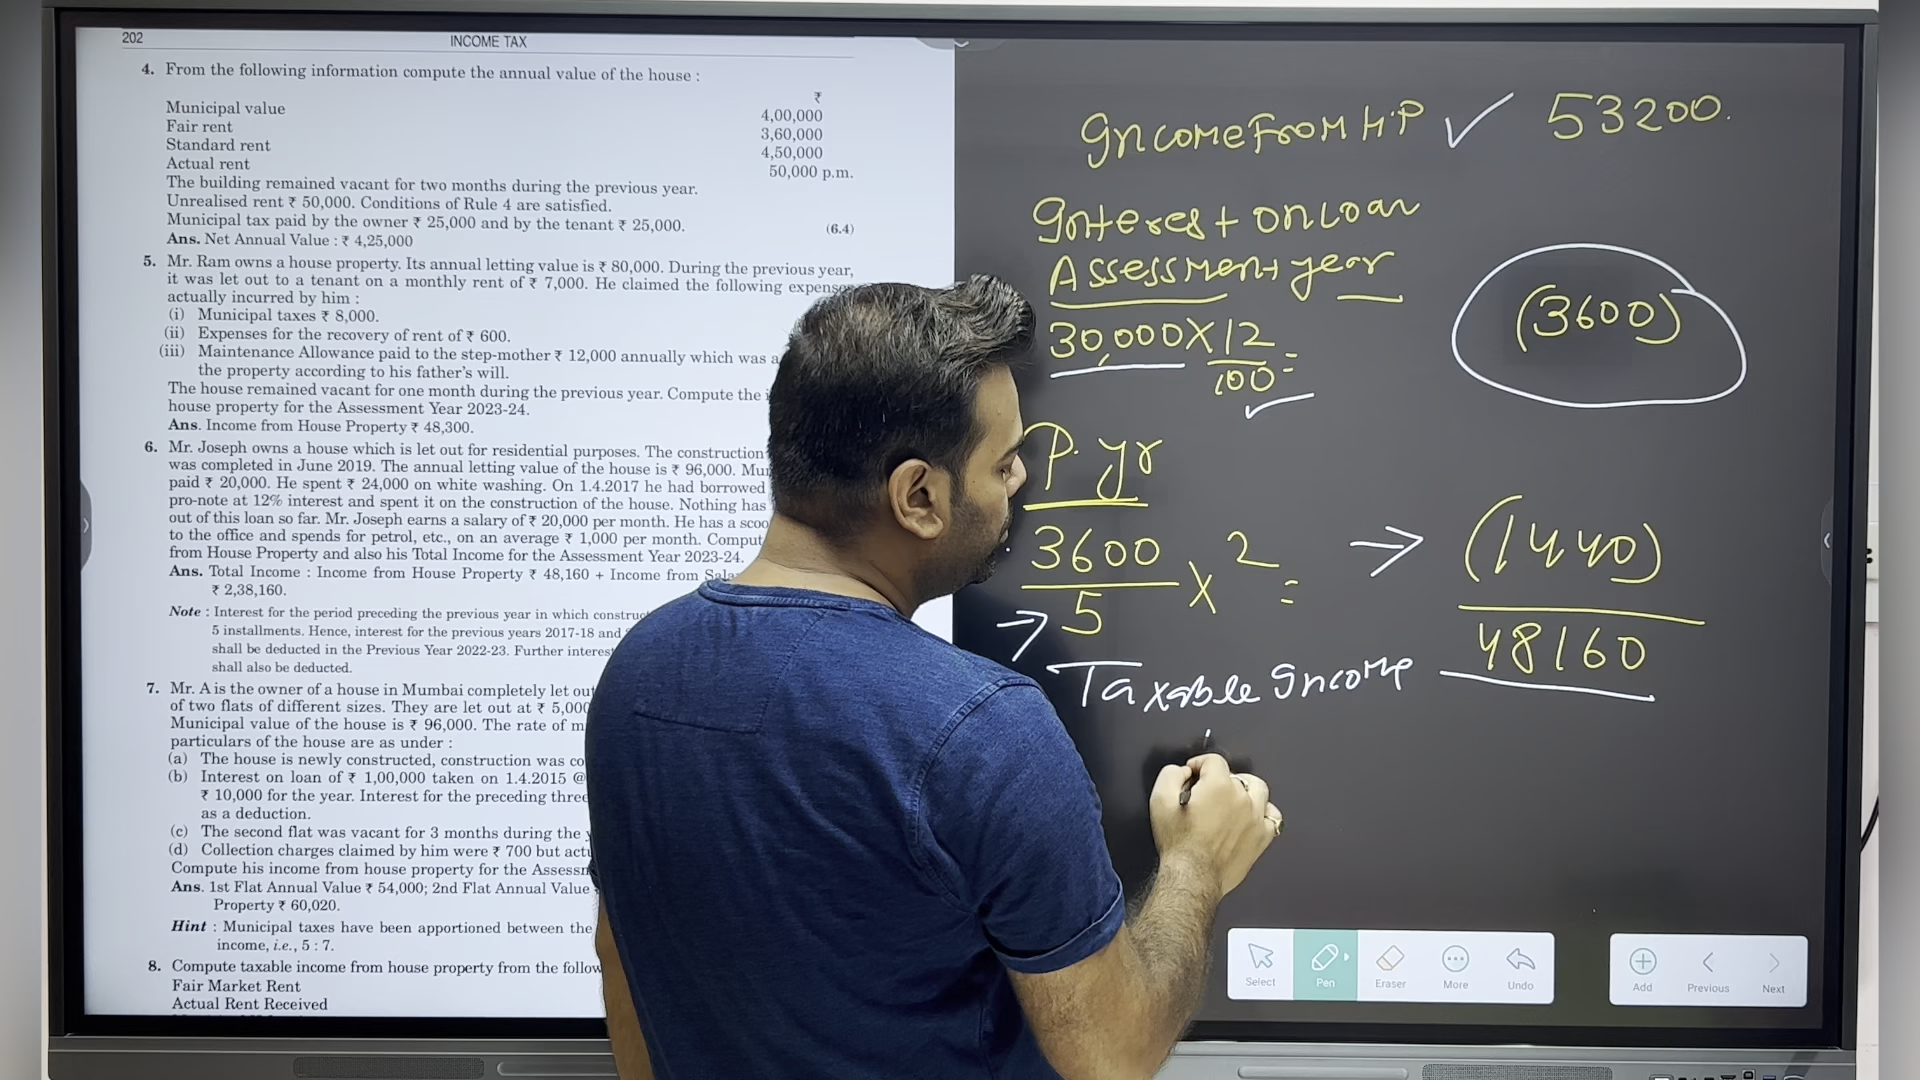 202
INCOME TAX
4. From the following information compute the annual value of the house :
₹
Municipal value 4,00,000
Fair rent 3,60,000
Standard rent 4,50,000
Actual rent 50,000 p.m.
The building remained vacant for two months during the previous year.
Unrealised rent ₹ 50,000. Conditions of Rule 4 are satisfied.
Municipal tax paid by the owner ₹ 25,000 and by the tenant ₹ 25,000. (6.4)
Ans. Net Annual Value : ₹ 4,25,000
5. Mr. Ram owns a house property. Its annual letting value is ₹ 80,000. During the previous year,
it was let out to a tenant on a monthly rent of ₹ 7,000. He claimed the following expenses
actually incurred by him :
(i) Municipal taxes ₹ 8,000.
(ii) Expenses for the recovery of rent of ₹ 600.
(iii) Maintenance Allowance paid to the step-mother ₹ 12,000 annually which was a
the property according to his father's will.
The house remained vacant for one month during the previous year. Compute the
house property for the Assessment Year 2023-24.
Ans. Income from House Property ₹ 48,300.
6. Mr. Joseph owns a house which is let out for residential purposes. The construction
was completed in June 2019. The annual letting value of the house is ₹ 96,000. Mu
paid ₹ 20,000. He spent ₹ 24,000 on white washing. On 1.4.2017 he had borrowed
pro-note at 12% interest and spent it on the construction of the house. Nothing has
out of this loan so far. Mr. Joseph earns a salary of ₹ 20,000 per month. He has a scoo
to the office and spends for petrol, etc., on an average ₹ 1,000 per month. Comput
from House Property and also his Total Income for the Assessment Year 2023-24.
Ans. Total Income : Income from House Property ₹ 48,160 + Income from Sala
₹ 2,38,160.
Note : Interest for the period preceding the previous year in which constru
5 installments. Hence, interest for the previous years 2017-18 and
shall be deducted in the Previous Year 2022-23. Further interes
shall also be deducted.
7. Mr. A is the owner of a house in Mumbai completely let out
of two flats of different sizes. They are let out at ₹ 5,000
Municipal value of the house is ₹ 96,000. The rate of m
particulars of the house are as under :
(a) The house is newly constructed, construction was co
(b) Interest on loan of ₹ 1,00,000 taken on 1.4.2015 @
₹ 10,000 for the year. Interest for the preceding three
as a deduction.
(c) The second flat was vacant for 3 months during the
(d) Collection charges claimed by him were ₹ 700 but actu
Compute his income from house property for the Assessm
Ans. 1st Flat Annual Value ₹ 54,000; 2nd Flat Annual Value
Property ₹ 60,020.
Hint : Municipal taxes have been apportioned between the
income, i.e., 5 : 7.
8. Compute taxable income from house property from the follow
Fair Market Rent
Actual Rent Received
Income From H.P ✓ 53200.
Interest on Loan
Assessment year
30,000 X 12/100 = (3600)
P. yr
3600/5 X 2 = → (1440)
48160
→ Taxable Income
Select Pen Eraser More Undo
Add Previous Next